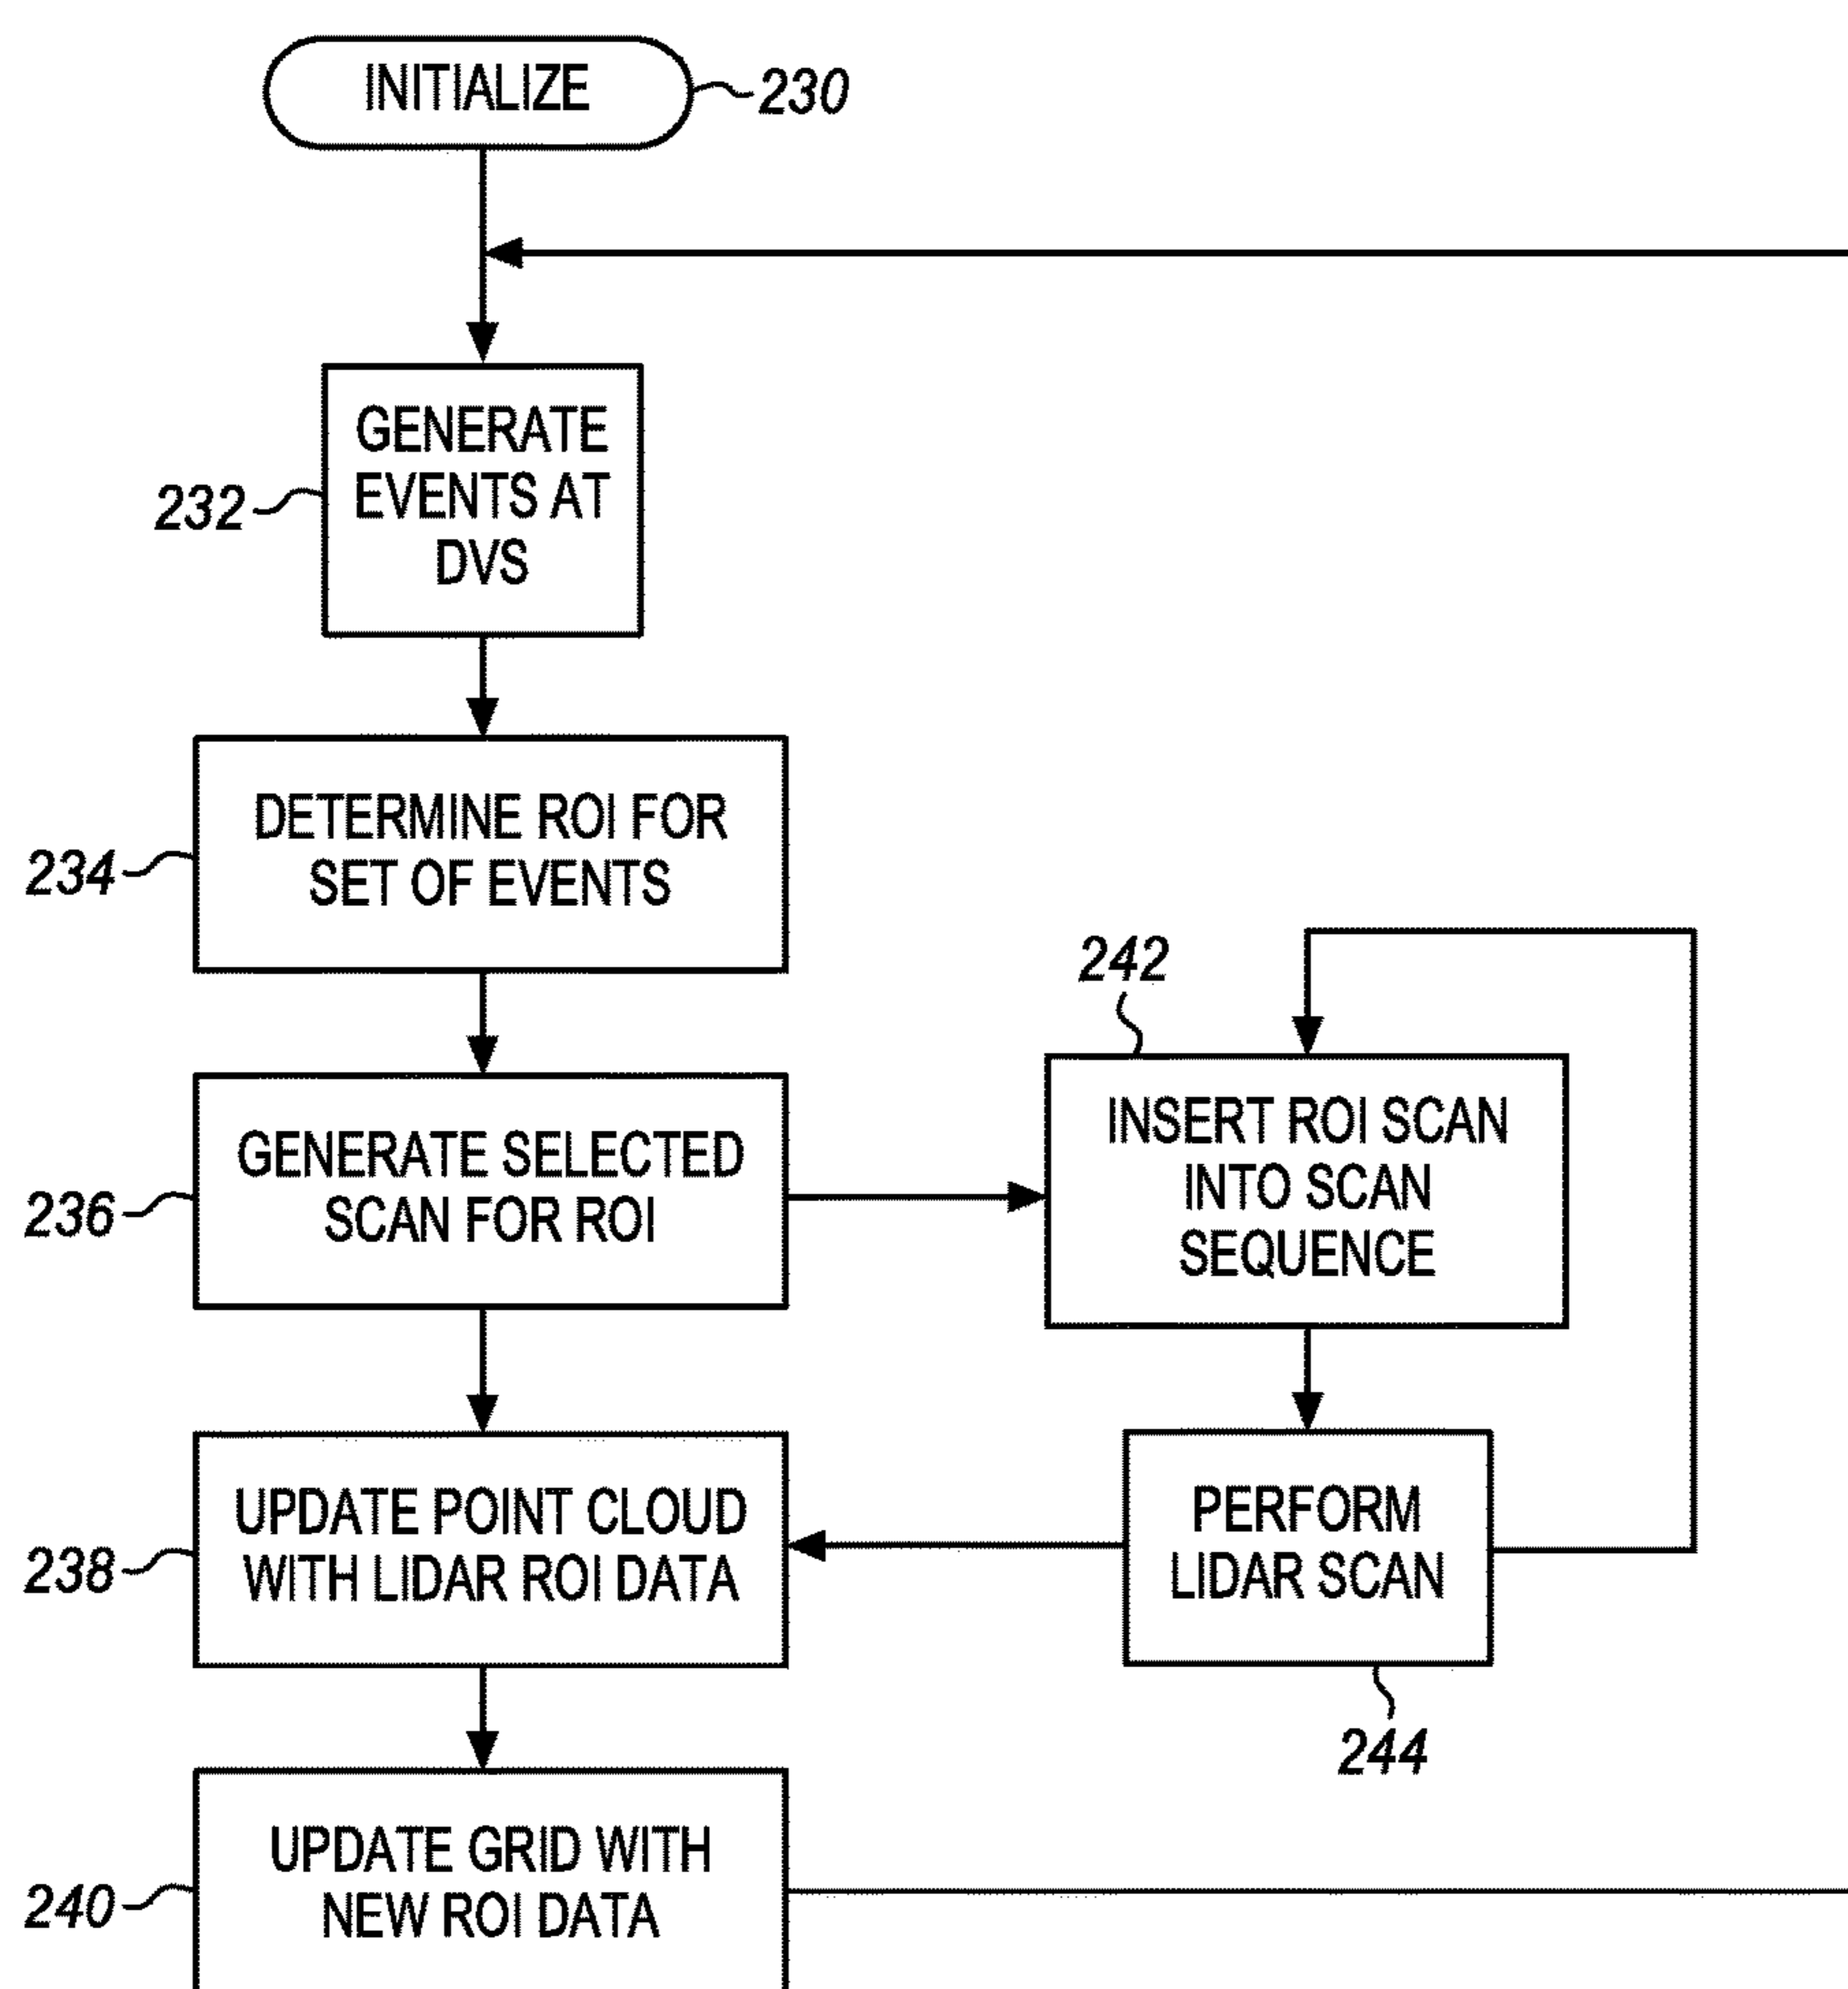 INITIALIZE
230
GENERATE
EVENTS AT
DVS
232
DETERMINE ROI FOR
SET OF EVENTS
234
GENERATE SELECTED
SCAN FOR ROI
236
242
INSERT ROI SCAN
INTO SCAN
SEQUENCE
UPDATE POINT CLOUD
WITH LIDAR ROI DATA
238
PERFORM
LIDAR SCAN
244
UPDATE GRID WITH
NEW ROI DATA
240